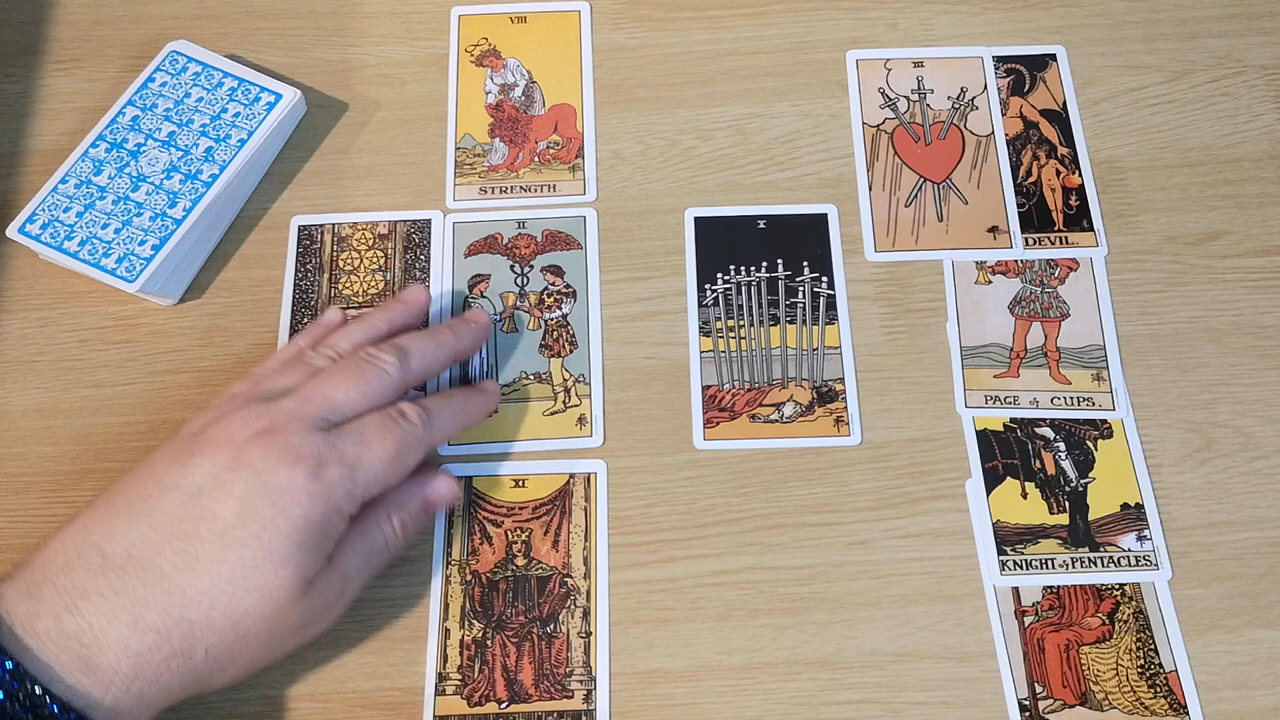 VIII
STRENGTH.
II
XI
X
III
DEVIL.
PAGE of CUPS.
KNIGHT of PENTACLES.